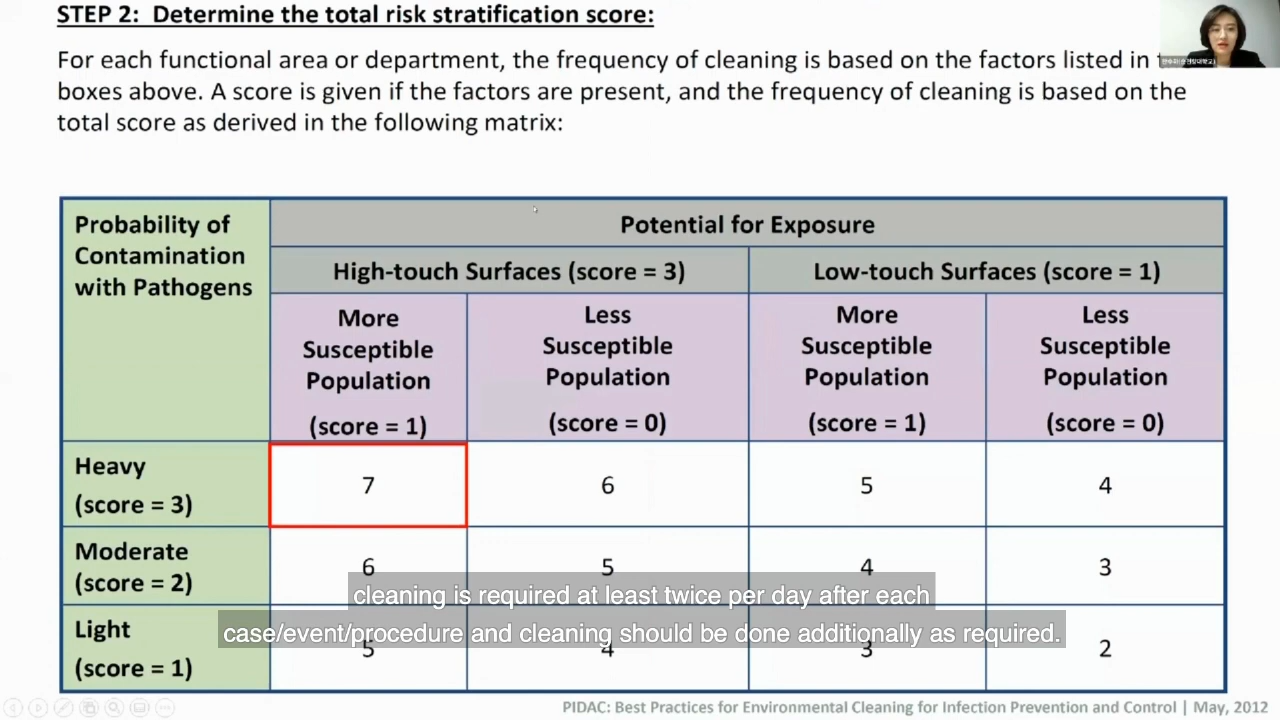 STEP 2:  Determine the total risk stratification score:
For each functional area or department, the frequency of cleaning is based on the factors listed in
boxes above. A score is given if the factors are present, and the frequency of cleaning is based on the
total score as derived in the following matrix:
Probability of
Contamination
with Pathogens
Potential for Exposure
High-touch Surfaces (score = 3)
Low-touch Surfaces (score = 1)
More
Susceptible
Population
(score = 1)
Less
Susceptible
Population
(score = 0)
More
Susceptible
Population
(score = 1)
Less
Susceptible
Population
(score = 0)
Heavy
(score = 3)
7
6
5
4
Moderate
(score = 2)
6
5
4
3
Light
(score = 1)
5
4
3
2
cleaning is required at least twice per day after each
case/event/procedure and cleaning should be done additionally as required.
PIDAC: Best Practices for Environmental Cleaning for Infection Prevention and Control | May, 2012